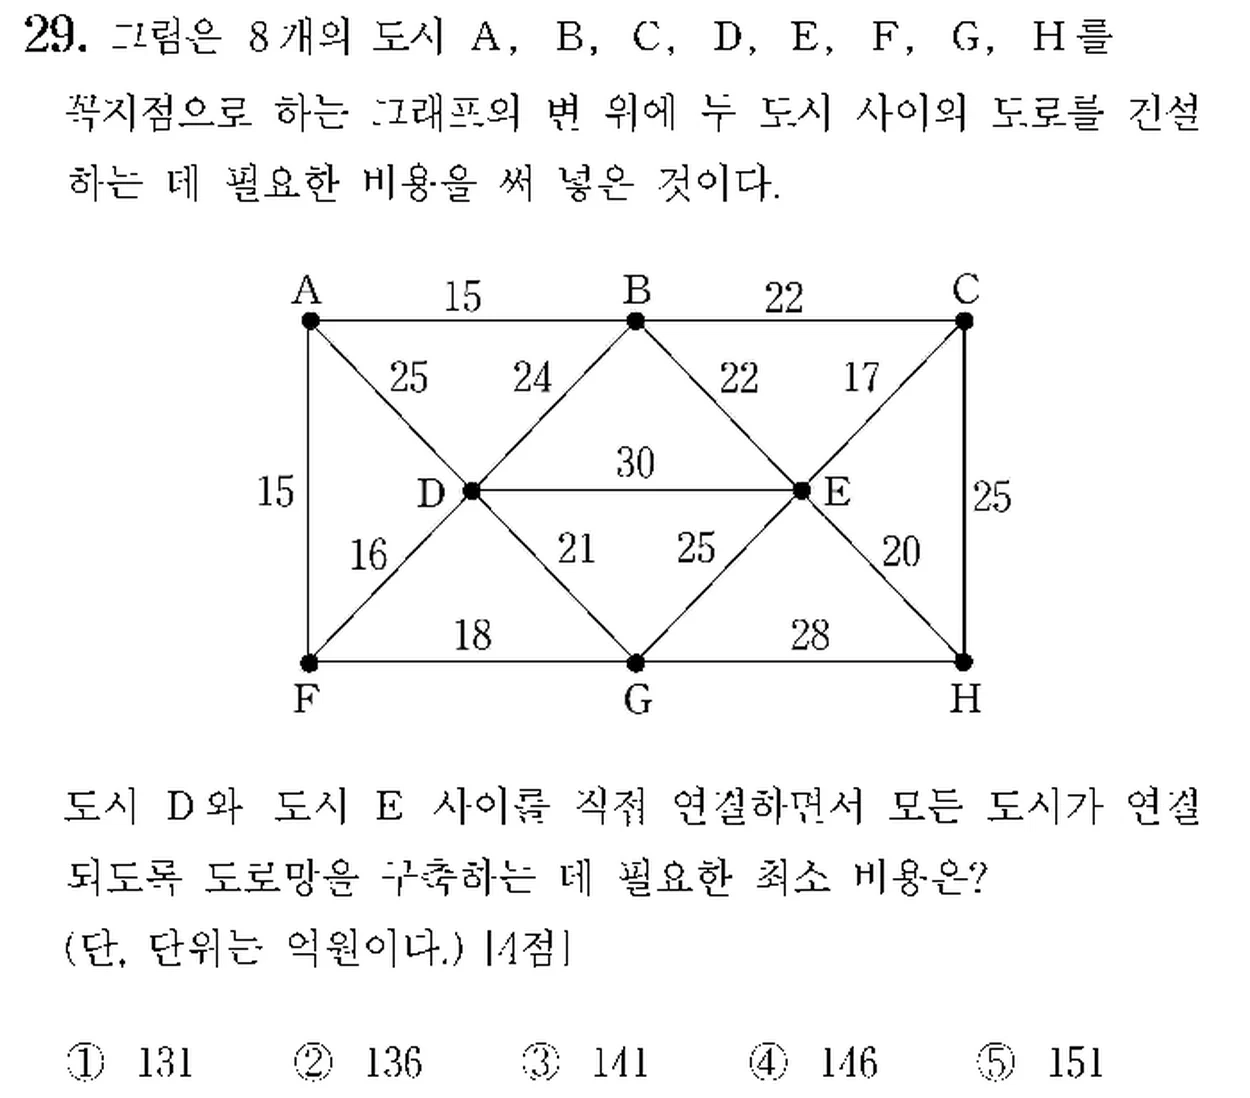 29. 그림은 8개의 도시 A, B, C, D, E, F, G, H를
꼭지점으로 하는 그래프의 변 위에 두 도시 사이의 도로를 건설
하는 데 필요한 비용을 써 넣은 것이다.
A 15 B 22 C
25 24 22 17
30
15 D E 25
16 21 25 20
18 28
F G H
도시 D와 도시 E 사이를 직접 연결하면서 모든 도시가 연결
되도록 도로망을 구축하는 데 필요한 최소 비용은?
(단, 단위는 억원이다.) [4점]
① 131 ② 136 ③ 141 ④ 146 ⑤ 151